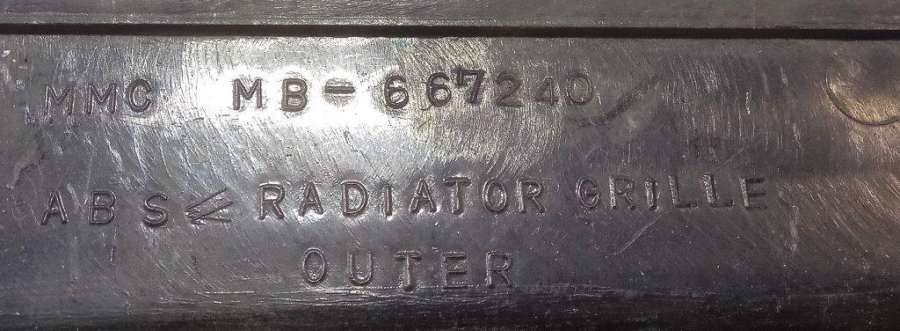 MMC MB-667240
ABS RADIATOR GRILLE
OUTER